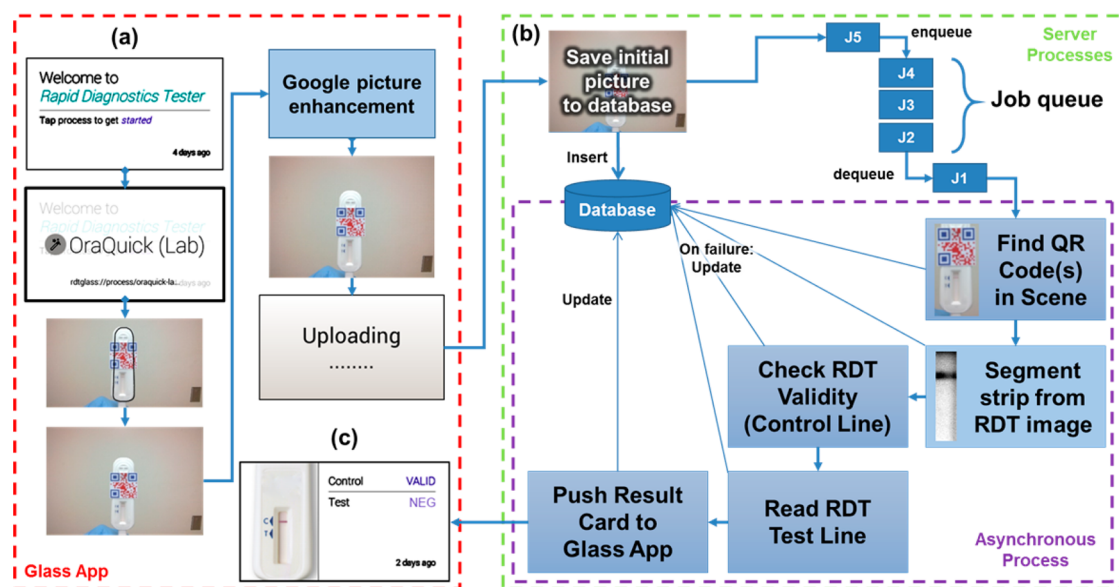 (a)
Welcome to
Rapid Diagnostics Tester
Tap process to get started
4 days ago
Welcome to
Rapid Diagnostics Tester
OraQuick (Lab)
rdtglass://process/oraquick-la...
days ago
Google picture
enhancement
Uploading
........
(c)
Control VALID
Test NEG
C
T
2 days ago
Glass App
(b)
Server
Processes
Save initial
picture
to database
Insert
Database
J5
enqueue
J4
J3
J2
Job queue
dequeue
J1
Find QR
Code(s)
in Scene
Segment
strip from
RDT image
On failure:
Update
Update
Check RDT
Validity
(Control Line)
Read RDT
Test Line
Push Result
Card to
Glass App
Asynchronous
Process